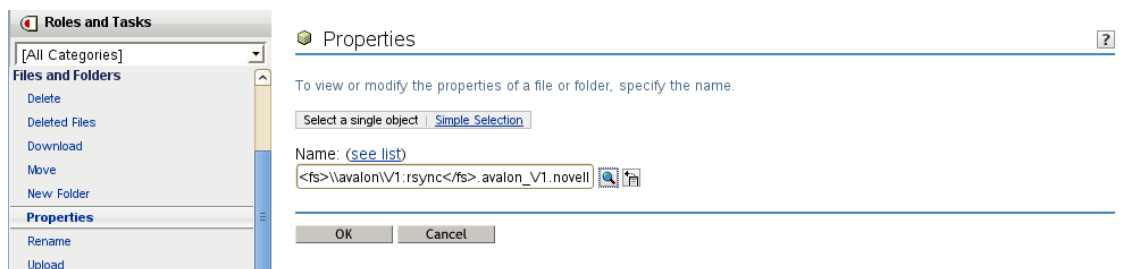 Roles and Tasks
[All Categories]
Files and Folders
Delete
Deleted Files
Download
Move
New Folder
Properties
Rename
Upload
Properties
?
To view or modify the properties of a file or folder, specify the name.
Select a single object | Simple Selection
Name: (see list)
<fs>\\avalon\V1:rsync</fs>.avalon_V1.novell
OK Cancel